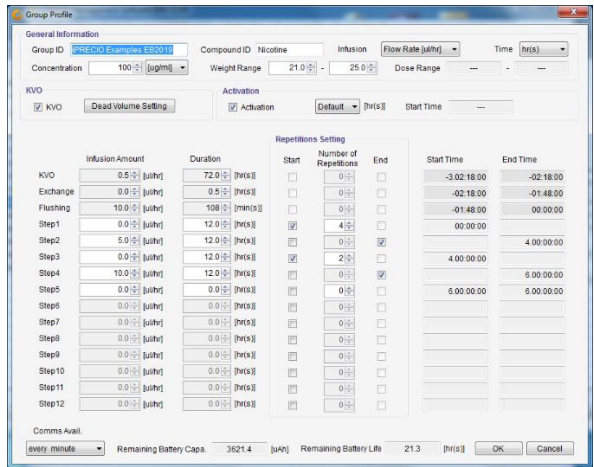 Group Profile
General Information
Group ID IPRECIO Examples EB2019 Compound ID Nicotine Infusion Flow Rate [ul/hr] Time hr(s)
Concentration 100 [ug/ml] Weight Range 21.0 - 25.0 Dose Range --- - ---
KVO Activation
KVO Dead Volume Setting Activation Default [hr(s)] Start Time ---
Repetitions Setting
Infusion Amount Duration Start Number of Repetitions End Start Time End Time
KVO 0.5 [ul/hr] 72.0 [hr(s)] 0 -3.02:18:00 -02:18:00
Exchange 0.0 [ul/hr] 0.5 [hr(s)] 0 -02:18:00 -01:48:00
Flushing 10.0 [ul/hr] 108 [min(s)] 0 -01:48:00 00:00:00
Step1 0.0 [ul/hr] 12.0 [hr(s)] 4 00:00:00
Step2 5.0 [ul/hr] 12.0 [hr(s)] 0 4.00:00:00
Step3 0.0 [ul/hr] 12.0 [hr(s)] 2 4.00:00:00
Step4 10.0 [ul/hr] 12.0 [hr(s)] 0 6.00:00:00
Step5 0.0 [ul/hr] 0.0 [hr(s)] 0 6.00:00:00 6.00:00:00
Step6 0.0 [ul/hr] 0.0 [hr(s)] 0
Step7 0.0 [ul/hr] 0.0 [hr(s)] 0
Step8 0.0 [ul/hr] 0.0 [hr(s)] 0
Step9 0.0 [ul/hr] 0.0 [hr(s)] 0
Step10 0.0 [ul/hr] 0.0 [hr(s)] 0
Step11 0.0 [ul/hr] 0.0 [hr(s)] 0
Step12 0.0 [ul/hr] 0.0 [hr(s)] 0
Comms Avail.
every minute Remaining Battery Capa. 3621.4 [uAh] Remaining Battery Life 21.3 [hr(s)] OK Cancel